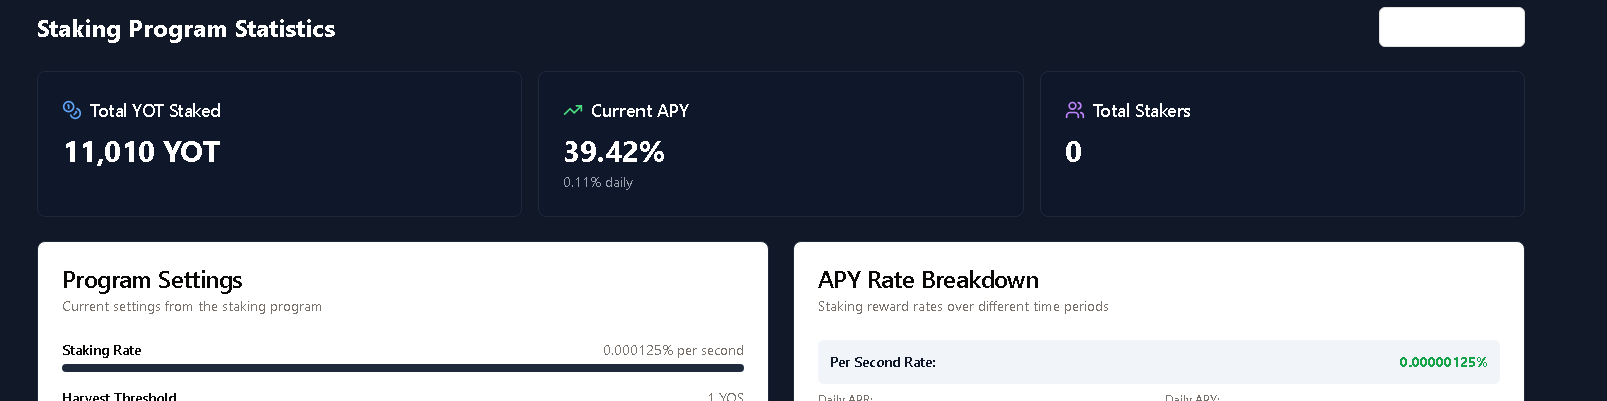 Staking Program Statistics
Total YOT Staked
11,010 YOT
Current APY
39.42%
0.11% daily
Total Stakers
0
Program Settings
Current settings from the staking program
Staking Rate
0.000125% per second
Harvest Threshold
1 YOS
APY Rate Breakdown
Staking reward rates over different time periods
Per Second Rate:
0.00000125%
Daily APR:
Daily APY: